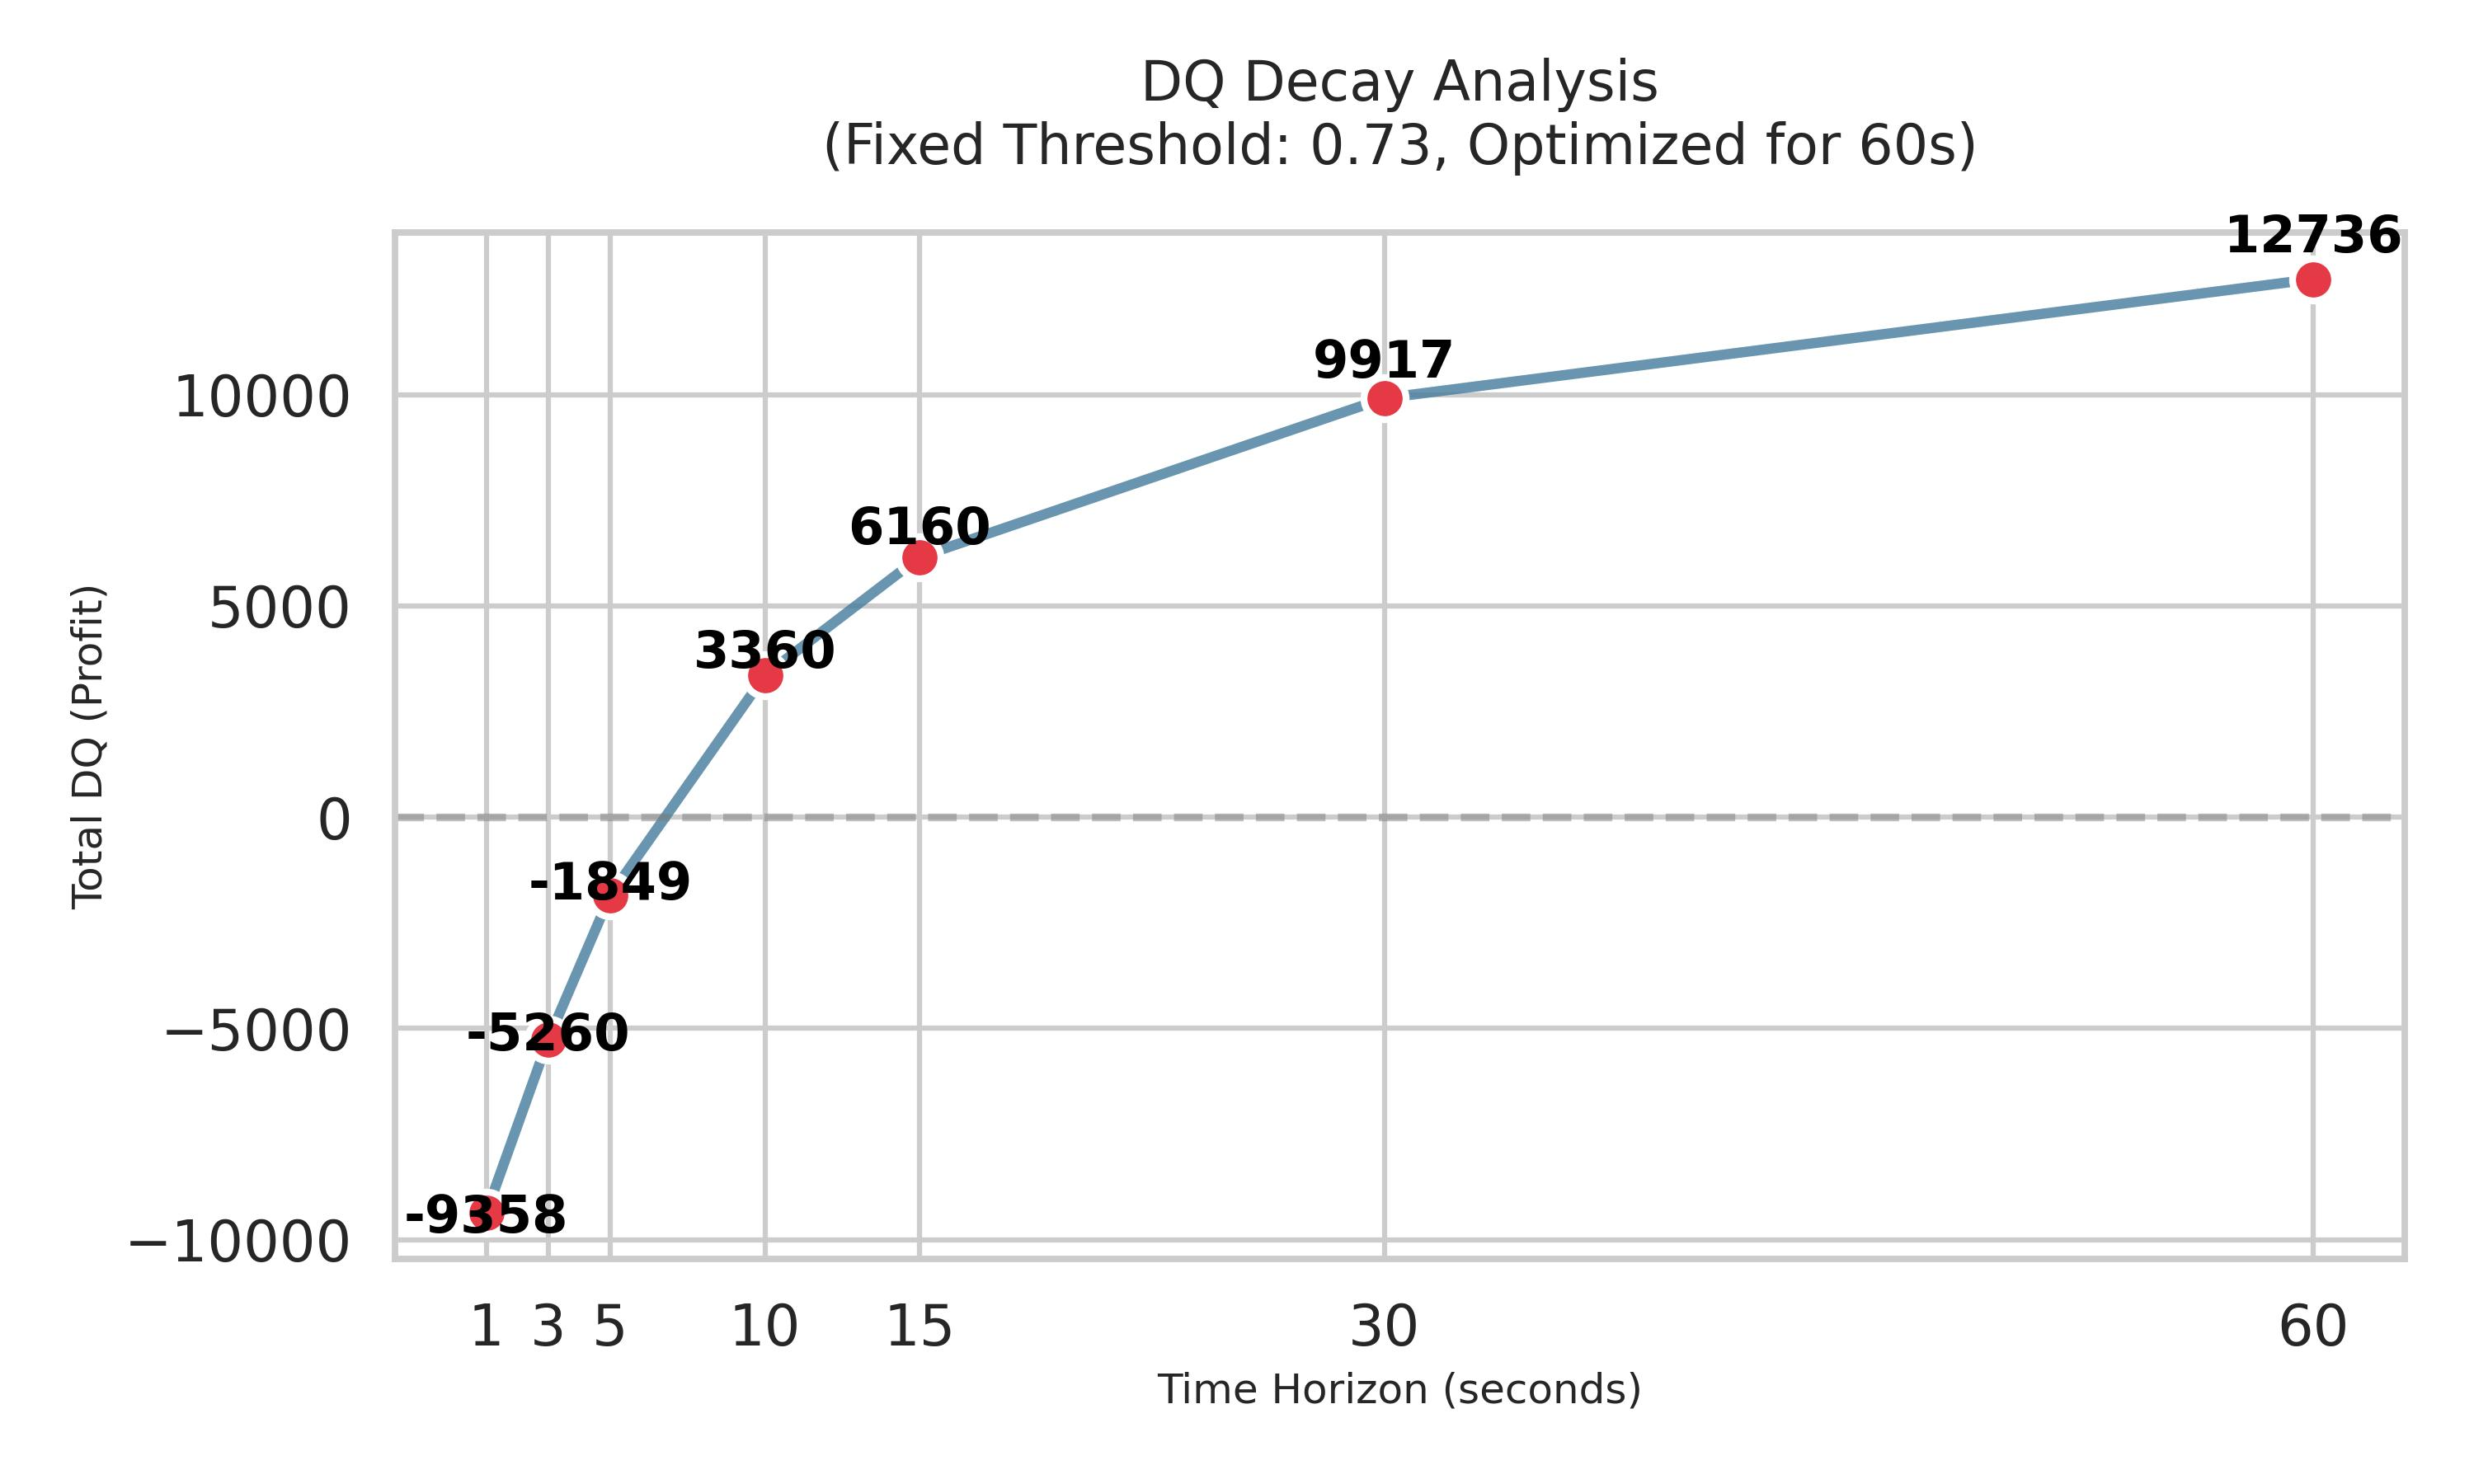 DQ Decay Analysis
(Fixed Threshold: 0.73, Optimized for 60s)
12736
9917
10000
6160
5000
3360
Total DQ (Profit)
0
-1849
−5000
-5260
-9358
−10000
1 3 5 10 15 30 60
Time Horizon (seconds)